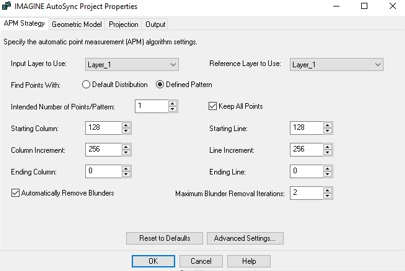 IMAGINE AutoSync Project Properties
APM Strategy Geometric Model Projection Output
Specify the automatic point measurement (APM) algorithm settings.
Input Layer to Use: Layer_1 Reference Layer to Use: Layer_1
Find Points With: Default Distribution Defined Pattern
Intended Number of Points/Pattern: 1 Keep All Points
Starting Column: 128 Starting Line: 128
Column Increment: 256 Line Increment: 256
Ending Column: 0 Ending Line: 0
Automatically Remove Blunders Maximum Blunder Removal Iterations: 2
Reset to Defaults Advanced Settings...
OK Cancel Help